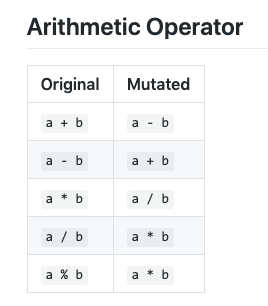 Arithmetic Operator
Original Mutated
a + b a - b
a - b a + b
a * b a / b
a / b a * b
a % b a * b